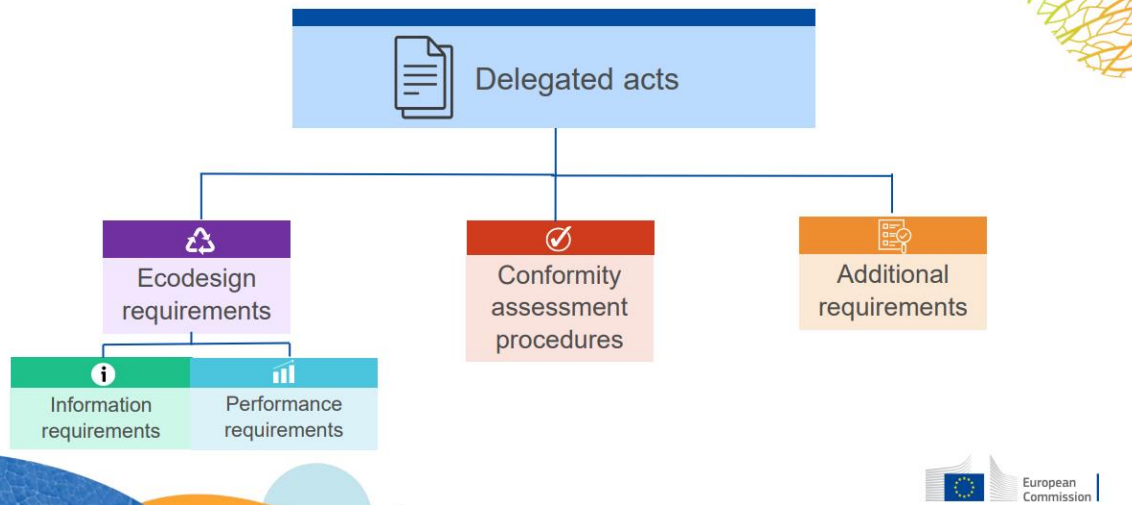 Delegated acts
Ecodesign
requirements
Conformity
assessment
procedures
Additional
requirements
i
Information
requirements
Performance
requirements
European
Commission